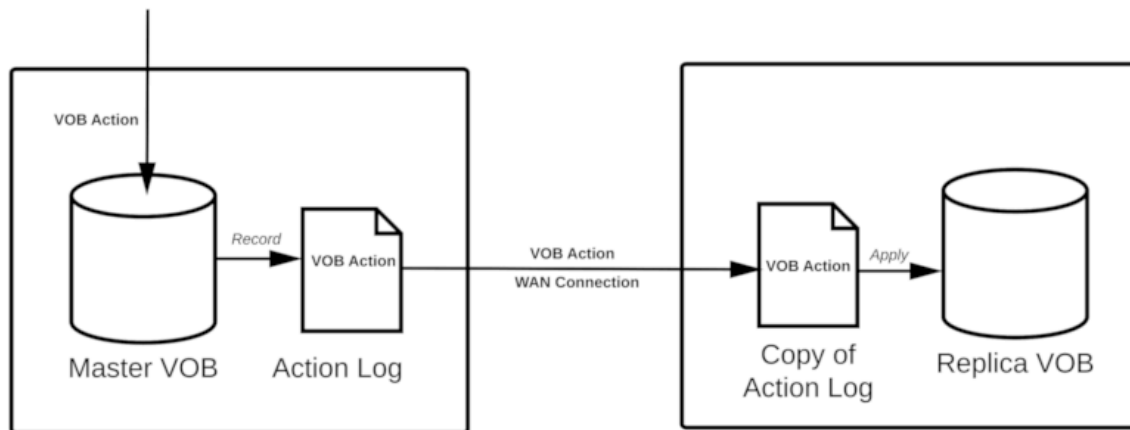 VOB Action
Record
VOB Action
VOB Action
WAN Connection
VOB Action
Apply
Master VOB
Action Log
Copy of
Action Log
Replica VOB